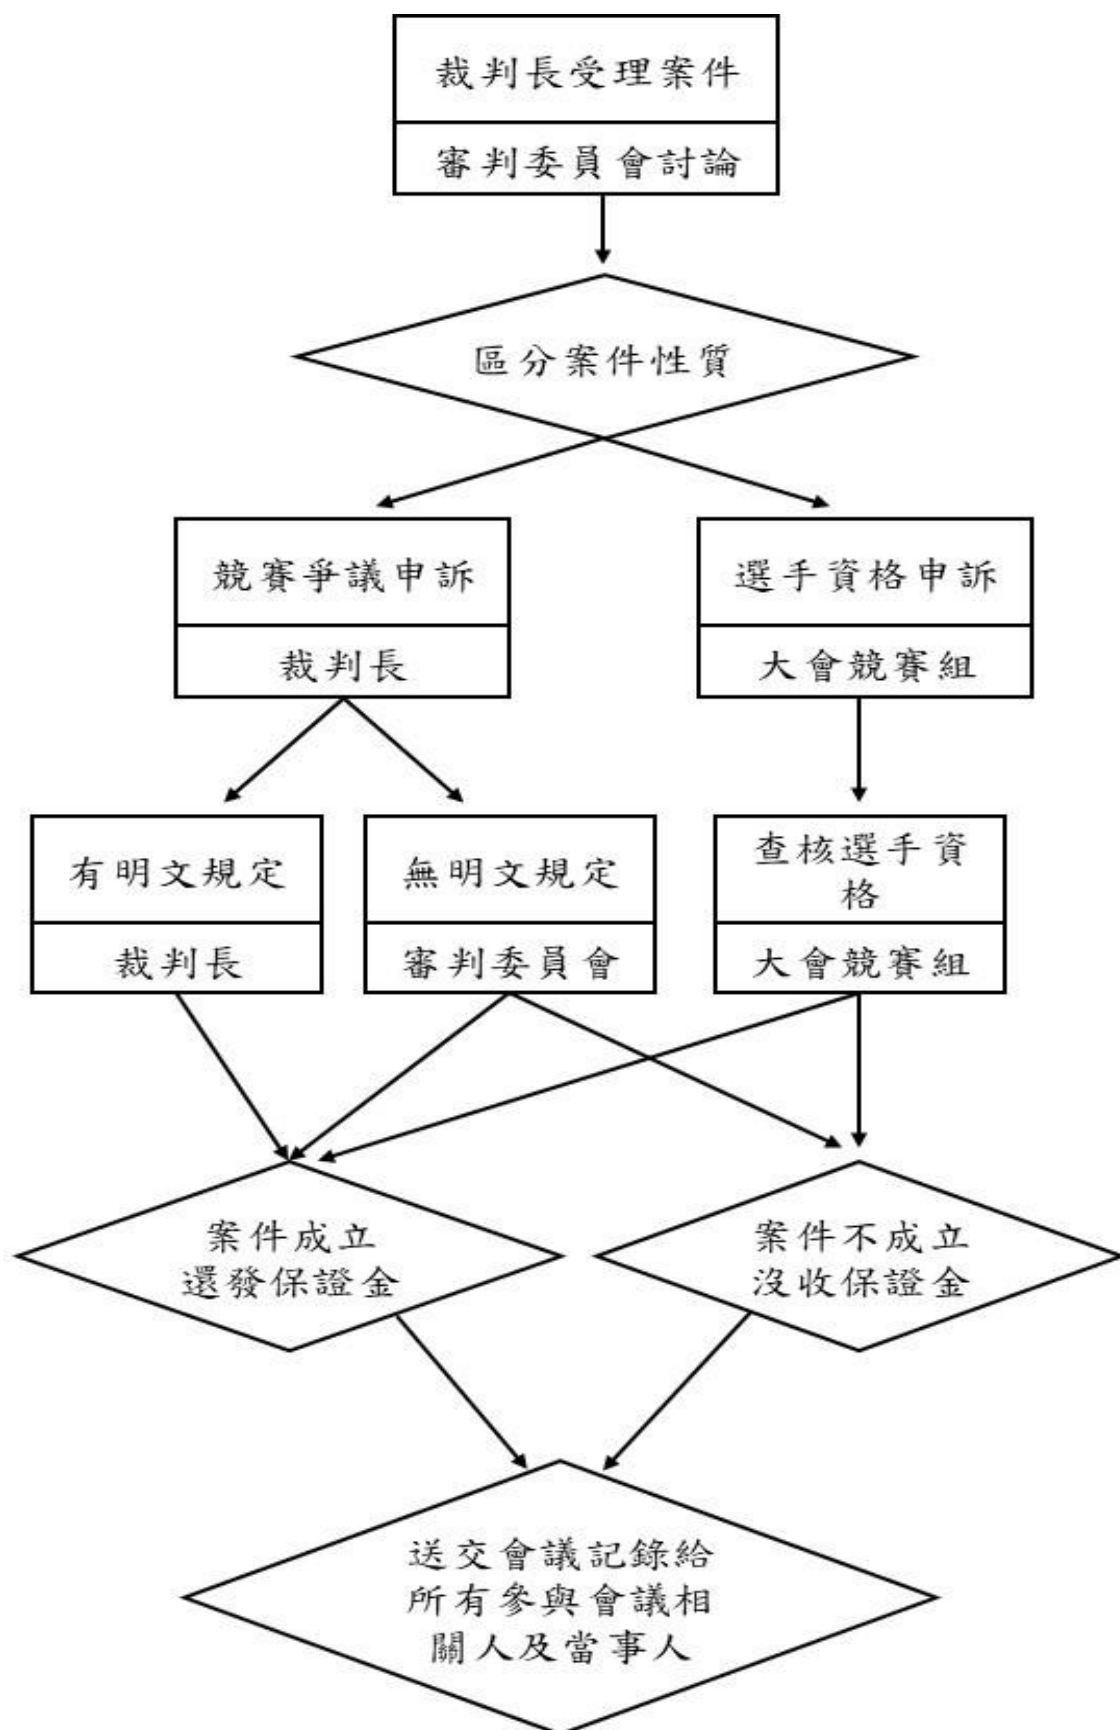 裁判長受理案件
審判委員會討論
區分案件性質
競賽爭議申訴
裁判長
選手資格申訴
大會競賽組
有明文規定
裁判長
無明文規定
審判委員會
查核選手資
格
大會競賽組
案件成立
還發保證金
案件不成立
沒收保證金
送交會議記錄給
所有參與會議相
關人及當事人